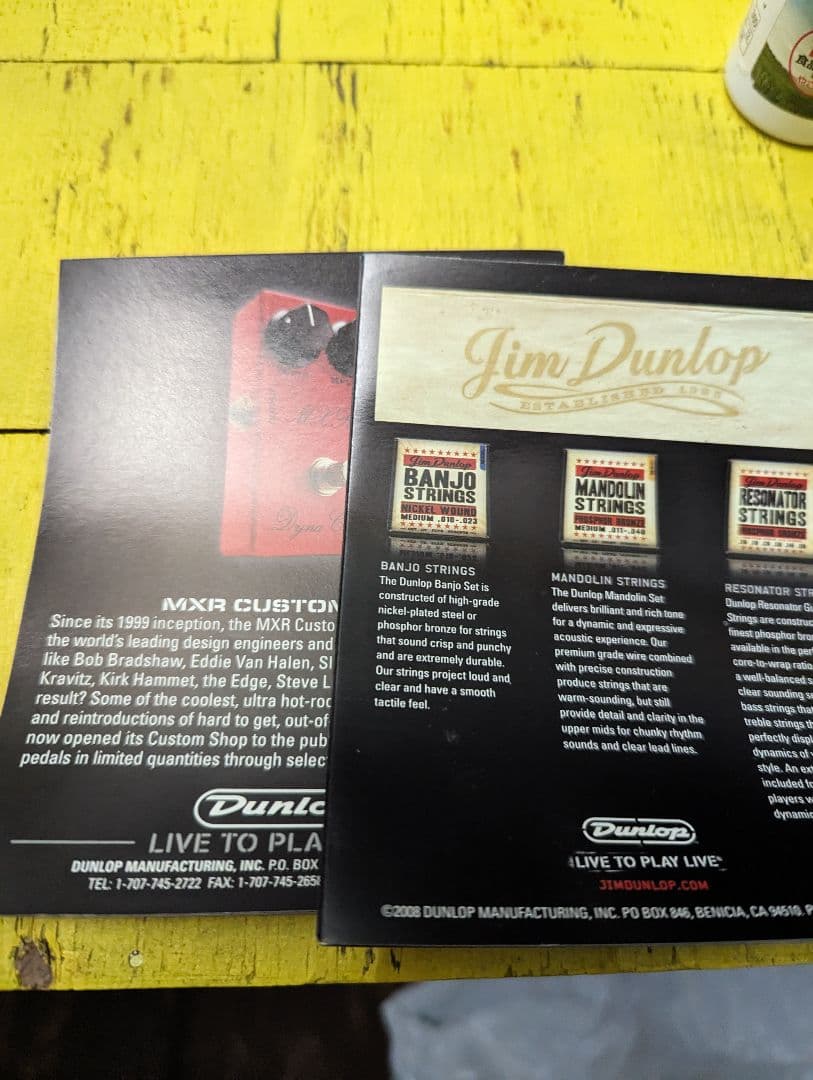 MXR CUSTOM
Since its 1999 inception, the MXR Custo
the world's leading design engineers and
like Bob Bradshaw, Eddie Van Halen, Sl
Kravitz, Kirk Hammet, the Edge, Steve L
result? Some of the coolest, ultra hot-rod
and reintroductions of hard to get, out-of
now opened its Custom Shop to the pub
pedals in limited quantities through selec
Dunlo
LIVE TO PLA
DUNLOP MANUFACTURING, INC. P.O. BOX
TEL: 1-707-745-2722 FAX: 1-707-745-2658
Jim Dunlop
ESTABLISHED 1965
Jim Dunlop
BANJO
STRINGS
NICKEL WOUND
MEDIUM .010-.023
BANJO STRINGS
The Dunlop Banjo Set is
constructed of high-grade
nickel-plated steel or
phosphor bronze for strings
that sound crisp and punchy
and are extremely durable.
Our strings project loud and
clear and have a smooth
tactile feel.
Jim Dunlop
MANDOLIN
STRINGS
PHOSPHOR BRONZE
MEDIUM .011-.040
MANDOLIN STRINGS
The Dunlop Mandolin Set
delivers brilliant and rich tone
for a dynamic and expressive
acoustic experience. Our
premium grade wire combined
with precise construction
produce strings that are
warm-sounding, but still
provide detail and clarity in the
upper mids for chunky rhythm
sounds and clear lead lines.
Jim Dunlop
RESONATOR
STRINGS
PHOSPHOR BRONZE
RESONATOR STR
Dunlop Resonator Gu
Strings are construc
finest phosphor bron
available in the per
core-to-wrap ratio
a well-balanced s
clear sounding s
bass strings that
treble strings th
perfectly displ
dynamics of
style. An ext
included f
players w
dynamic
Dunlop
LIVE TO PLAY LIVE
JIMDUNLOP.COM
©2008 DUNLOP MANUFACTURING, INC. PO BOX 846, BENICIA, CA 94510. P